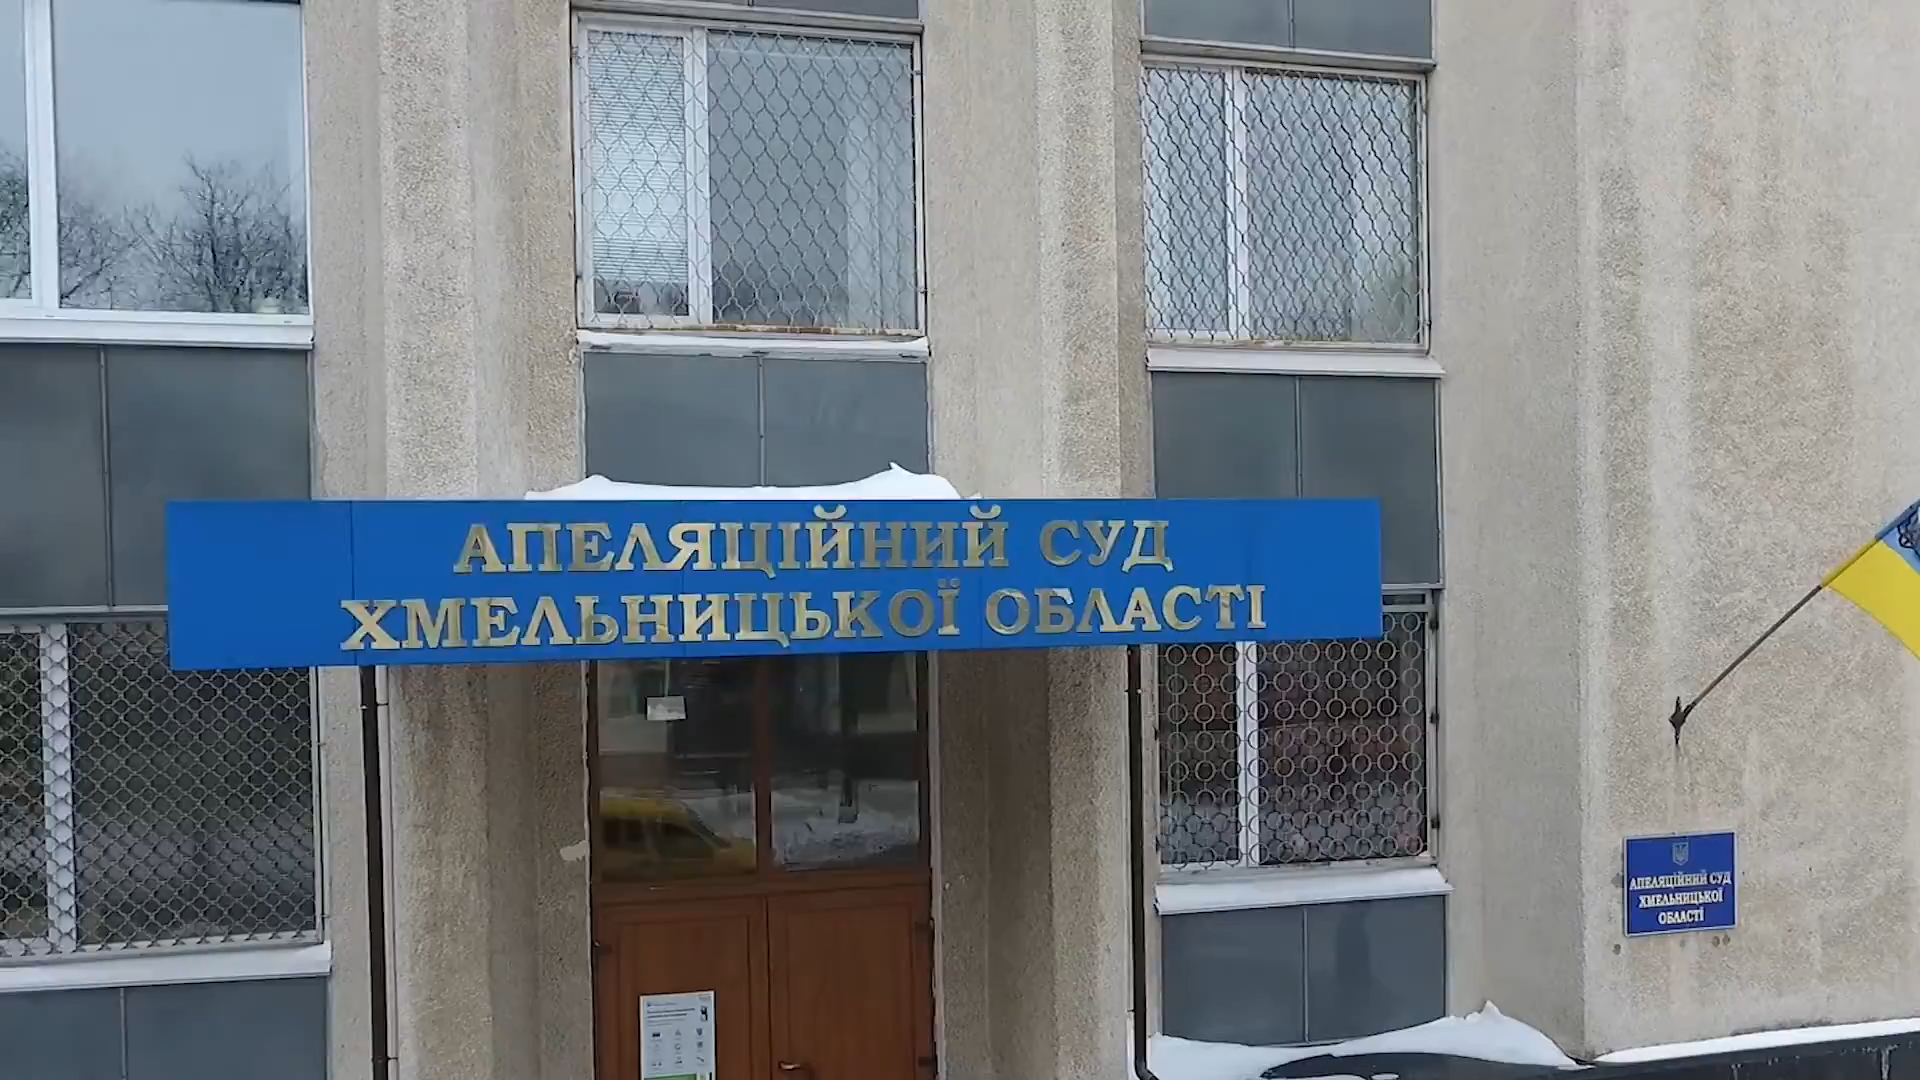 АПЕЛЯЦІЙНИЙ СУД
ХМЕЛЬНИЦЬКОЇ ОБЛАСТІ
АПЕЛЯЦІЙНИЙ СУД
ХМЕЛЬНИЦЬКОЇ
ОБЛАСТІ